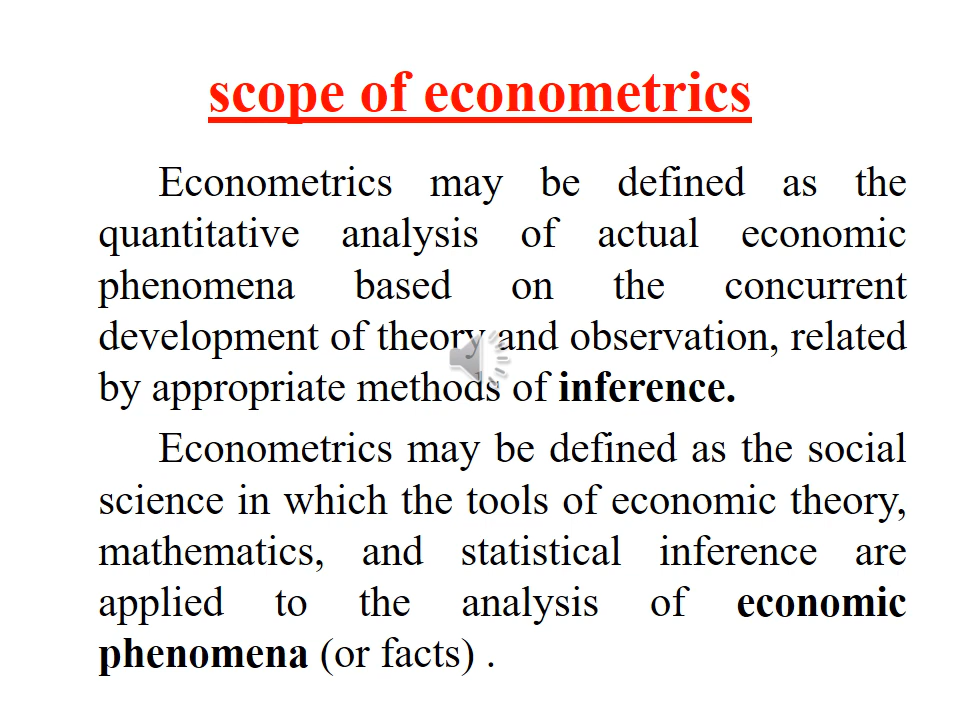 scope of econometrics
Econometrics may be defined as the
quantitative analysis of actual economic
phenomena based on the concurrent
development of theory and observation, related
by appropriate methods of inference.
Econometrics may be defined as the social
science in which the tools of economic theory,
mathematics, and statistical inference are
applied to the analysis of economic
phenomena (or facts) .